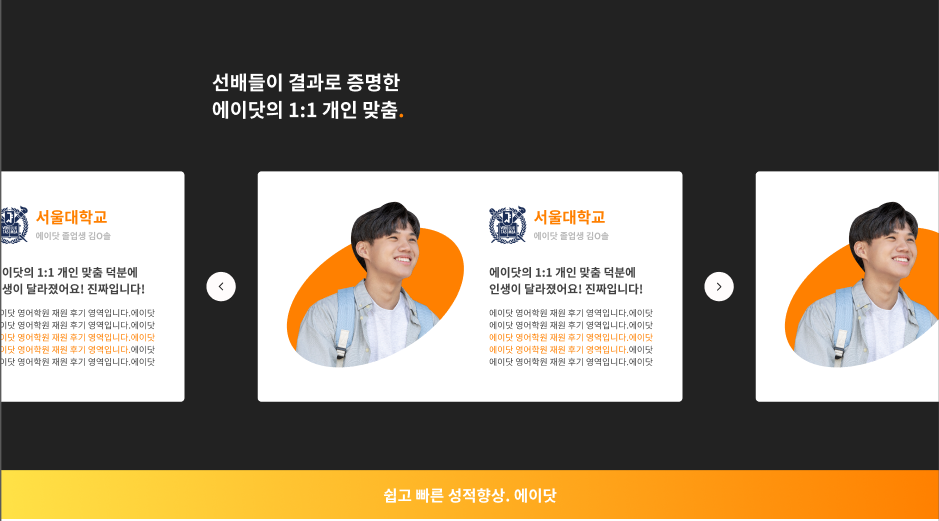 선배들이 결과로 증명한
에이닷의 1:1 개인 맞춤.
서울대학교
에이닷 졸업생 김O솔
이닷의 1:1 개인 맞춤 덕분에
생이 달라졌어요! 진짜입니다!
이닷 영어학원 재원 후기 영역입니다.에이닷
이닷 영어학원 재원 후기 영역입니다.에이닷
이닷 영어학원 재원 후기 영역입니다.에이닷
이닷 영어학원 재원 후기 영역입니다.에이닷
이닷 영어학원 재원 후기 영역입니다.에이닷
서울대학교
에이닷 졸업생 김O솔
에이닷의 1:1 개인 맞춤 덕분에
인생이 달라졌어요! 진짜입니다!
에이닷 영어학원 재원 후기 영역입니다.에이닷
에이닷 영어학원 재원 후기 영역입니다.에이닷
에이닷 영어학원 재원 후기 영역입니다.에이닷
에이닷 영어학원 재원 후기 영역입니다.에이닷
에이닷 영어학원 재원 후기 영역입니다.에이닷
쉽고 빠른 성적향상. 에이닷